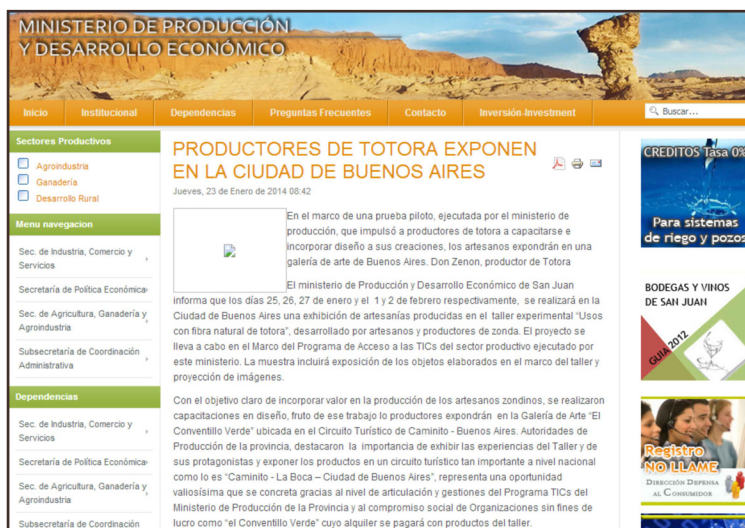 MINISTERIO DE PRODUCCIÓN
Y DESARROLLO ECONÓMICO
Inicio Institucional Dependencias Preguntas Frecuentes Contacto Inversión-Investment Buscar...
Sectores Productivos
Agroindustria
Ganadería
Desarrollo Rural
Menu navegacion
Sec. de Industria, Comercio y
Servicios
Secretaría de Política Económica
Sec. de Agricultura, Ganadería y
Agroindustria
Subsecretaría de Coordinación
Administrativa
Dependencias
Sec. de Industria, Comercio y
Servicios
Secretaría de Política Económica
Sec. de Agricultura, Ganadería y
Agroindustria
Subsecretaría de Coordinación
PRODUCTORES DE TOTORA EXPONEN
EN LA CIUDAD DE BUENOS AIRES
Jueves, 23 de Enero de 2014 08:42
En el marco de una prueba piloto, ejecutada por el ministerio de
producción, que impulsó a productores de totora a capacitarse e
incorporar diseño a sus creaciones, los artesanos expondrán en una
galería de arte de Buenos Aires. Don Zenon, productor de Totora
El ministerio de Producción y Desarrollo Económico de San Juan
informa que los días 25, 26, 27 de enero y el 1 y 2 de febrero respectivamente, se realizará en la
Ciudad de Buenos Aires una exhibición de artesanías producidas en el taller experimental "Usos
con fibra natural de totora", desarrollado por artesanos y productores de zonda. El proyecto se
lleva a cabo en el Marco del Programa de Acceso a las TICs del sector productivo ejecutado por
este ministerio. La muestra incluirá exposición de los objetos elaborados en el marco del taller y
proyección de imágenes.
Con el objetivo claro de incorporar valor en la producción de los artesanos zondinos, se realizaron
capacitaciones en diseño, fruto de ese trabajo lo productores expondrán en la Galería de Arte "El
Conventillo Verde" ubicada en el Circuito Turístico de Caminito - Buenos Aires. Autoridades de
Producción de la provincia, destacaron la importancia de exhibir las experiencias del Taller y de
sus protagonistas y exponer los productos en un circuito turístico tan importante a nivel nacional
como lo es "Caminito - La Boca – Ciudad de Buenos Aires", representa una oportunidad
valiosísima que se concreta gracias al nivel de articulación y gestiones del Programa TICs del
Ministerio de Producción de la Provincia y al compromiso social de Organizaciones sin fines de
lucro como "el Conventillo Verde" cuyo alquiler se pagará con productos del taller.
CREDITOS Tasa 0%
Para sistemas
de riego y pozos
BODEGAS Y VINOS
DE SAN JUAN
GUIA 2012
Registro
NO LLAME
DIRECCIÓN DEFENSA
AL CONSUMIDOR